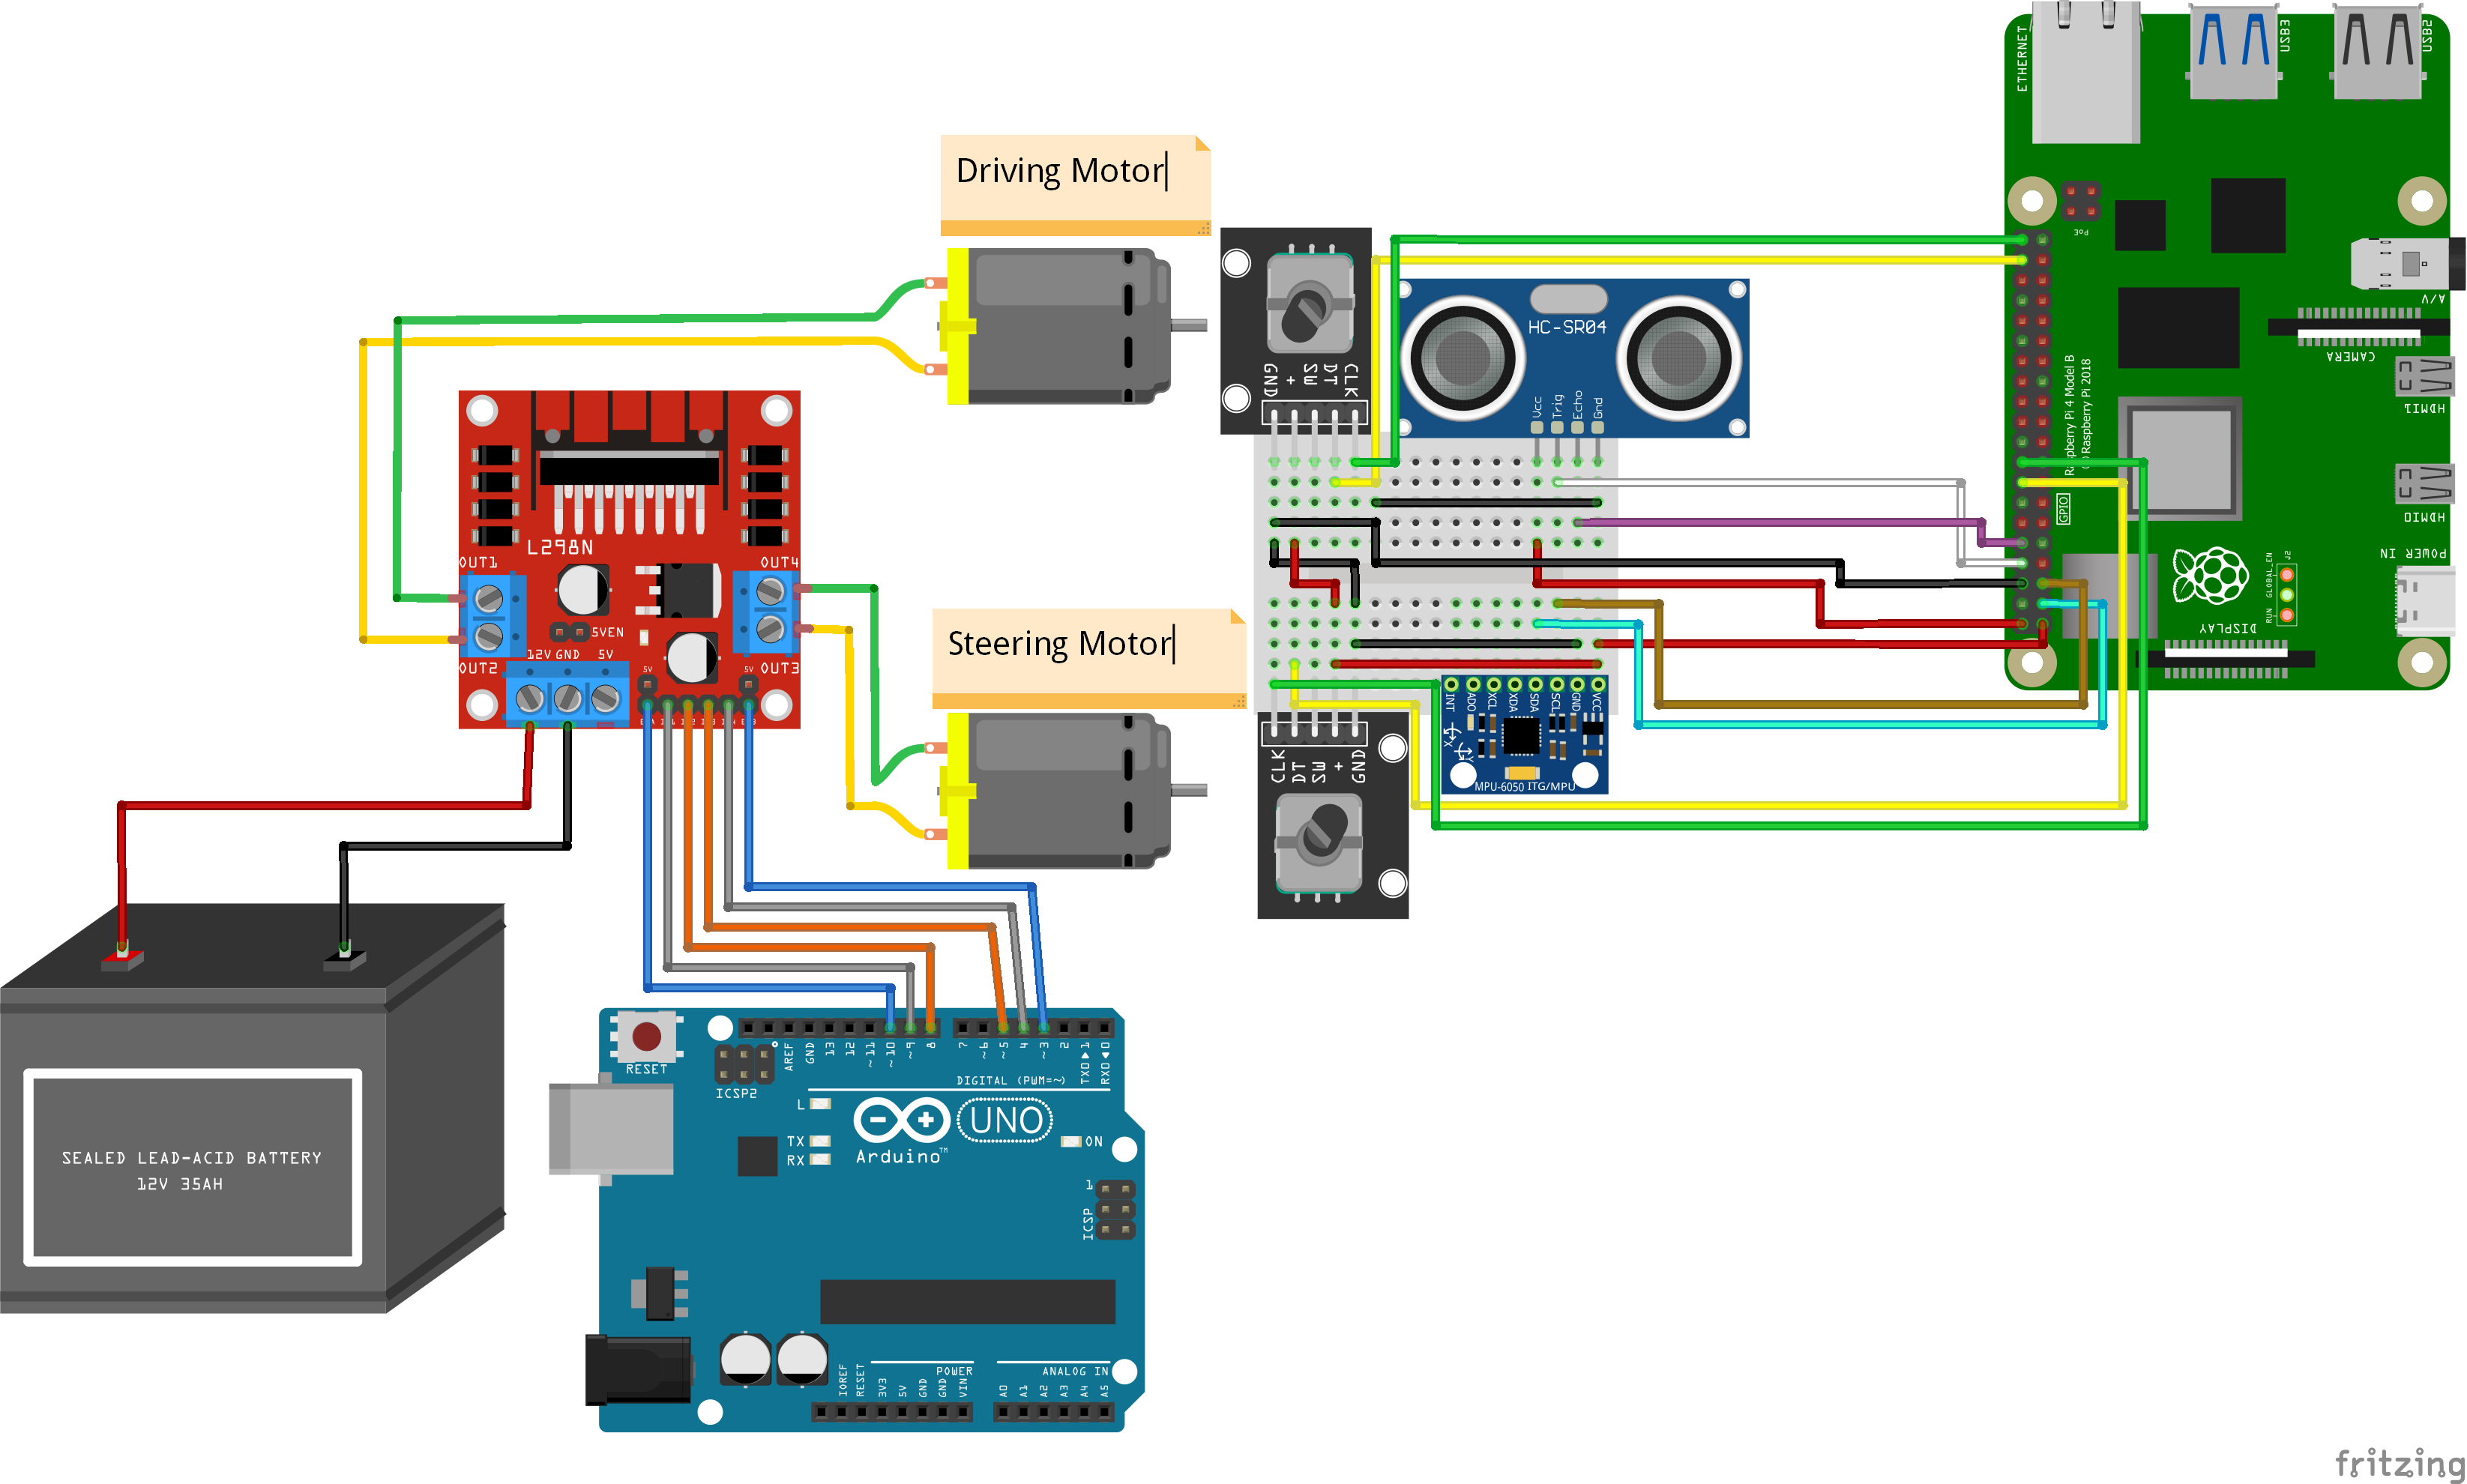 Driving Motor
Steering Motor
L298N
OUT1
OUT2
OUT4
OUT3
5VEN
12V GND 5V
5V
5V
SEALED LEAD-ACID BATTERY
12V 35AH
RESET
ICSP2
AREF
GND
13
12
~11
~10
~9
8
7
~6
~5
4
~3
2
TXD 1
RXD 0
DIGITAL (PWM=~)
L
TX
RX
UNO
Arduino™
ON
1
ICSP
IOREF
RESET
3V3
5V
GND
GND
VIN
POWER
ANALOG IN
A0
A1
A2
A3
A4
A5
GND
+
SW
DT
CLK
HC-SR04
Vcc
Trig
Echo
Gnd
INT
ADO
XCL
XDA
SDA
SCL
GND
VCC
X
Y
MPU-6050 ITG/MPU
CLK
DT
SW
+
GND
ETHERNET
USB3
USB2
PoE
A/V
CAMERA
HDMI1
HDMI0
POWER IN
DISPLAY
Raspberry Pi 4 Model B
Raspberry Pi 2018
GPIO
J2
GLOBAL_EN
RUN
fritzing